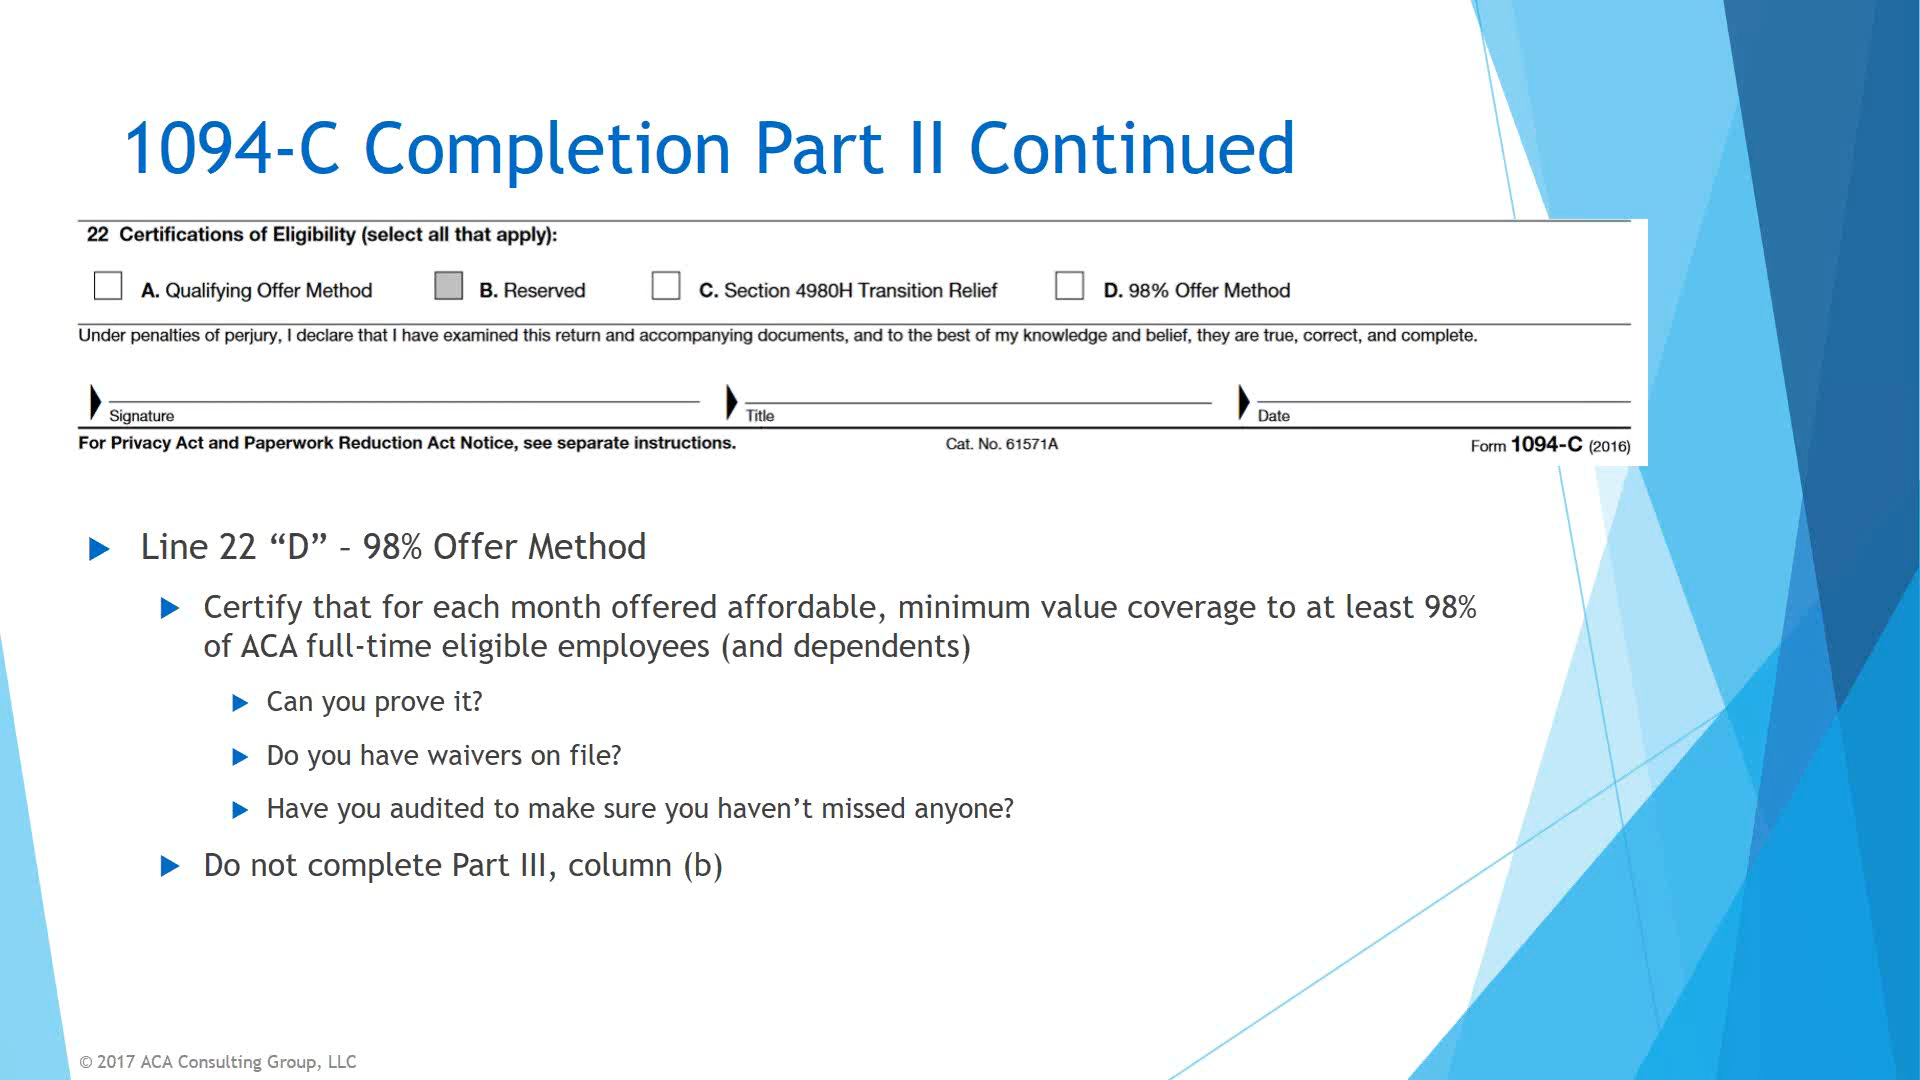 1094-C Completion Part II Continued
22 Certifications of Eligibility (select all that apply):
A. Qualifying Offer Method B. Reserved C. Section 4980H Transition Relief D. 98% Offer Method
Under penalties of perjury, I declare that I have examined this return and accompanying documents, and to the best of my knowledge and belief, they are true, correct, and complete.
Signature Title Date
For Privacy Act and Paperwork Reduction Act Notice, see separate instructions. Cat. No. 61571A Form 1094-C (2016)
Line 22 “D” – 98% Offer Method
Certify that for each month offered affordable, minimum value coverage to at least 98%
of ACA full-time eligible employees (and dependents)
Can you prove it?
Do you have waivers on file?
Have you audited to make sure you haven’t missed anyone?
Do not complete Part III, column (b)
© 2017 ACA Consulting Group, LLC